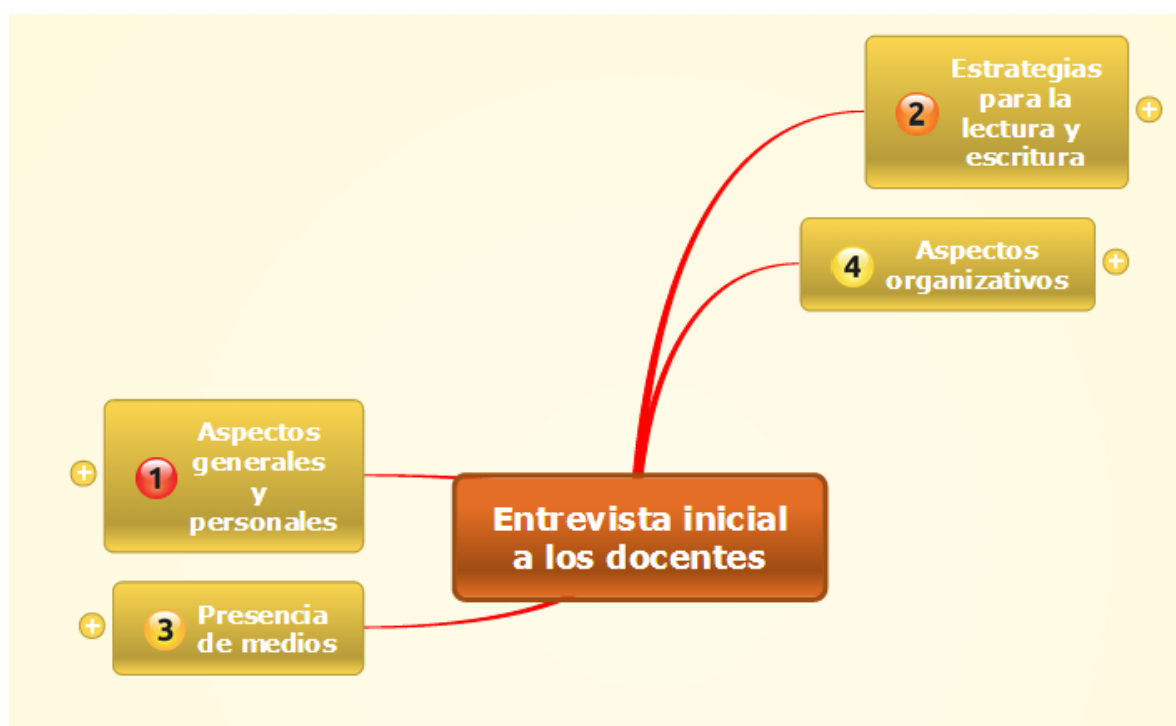 2
Estrategias
para la
lectura y
escritura
4
Aspectos
organizativos
1
Aspectos
generales
y
personales
Entrevista inicial
a los docentes
3
Presencia
de medios